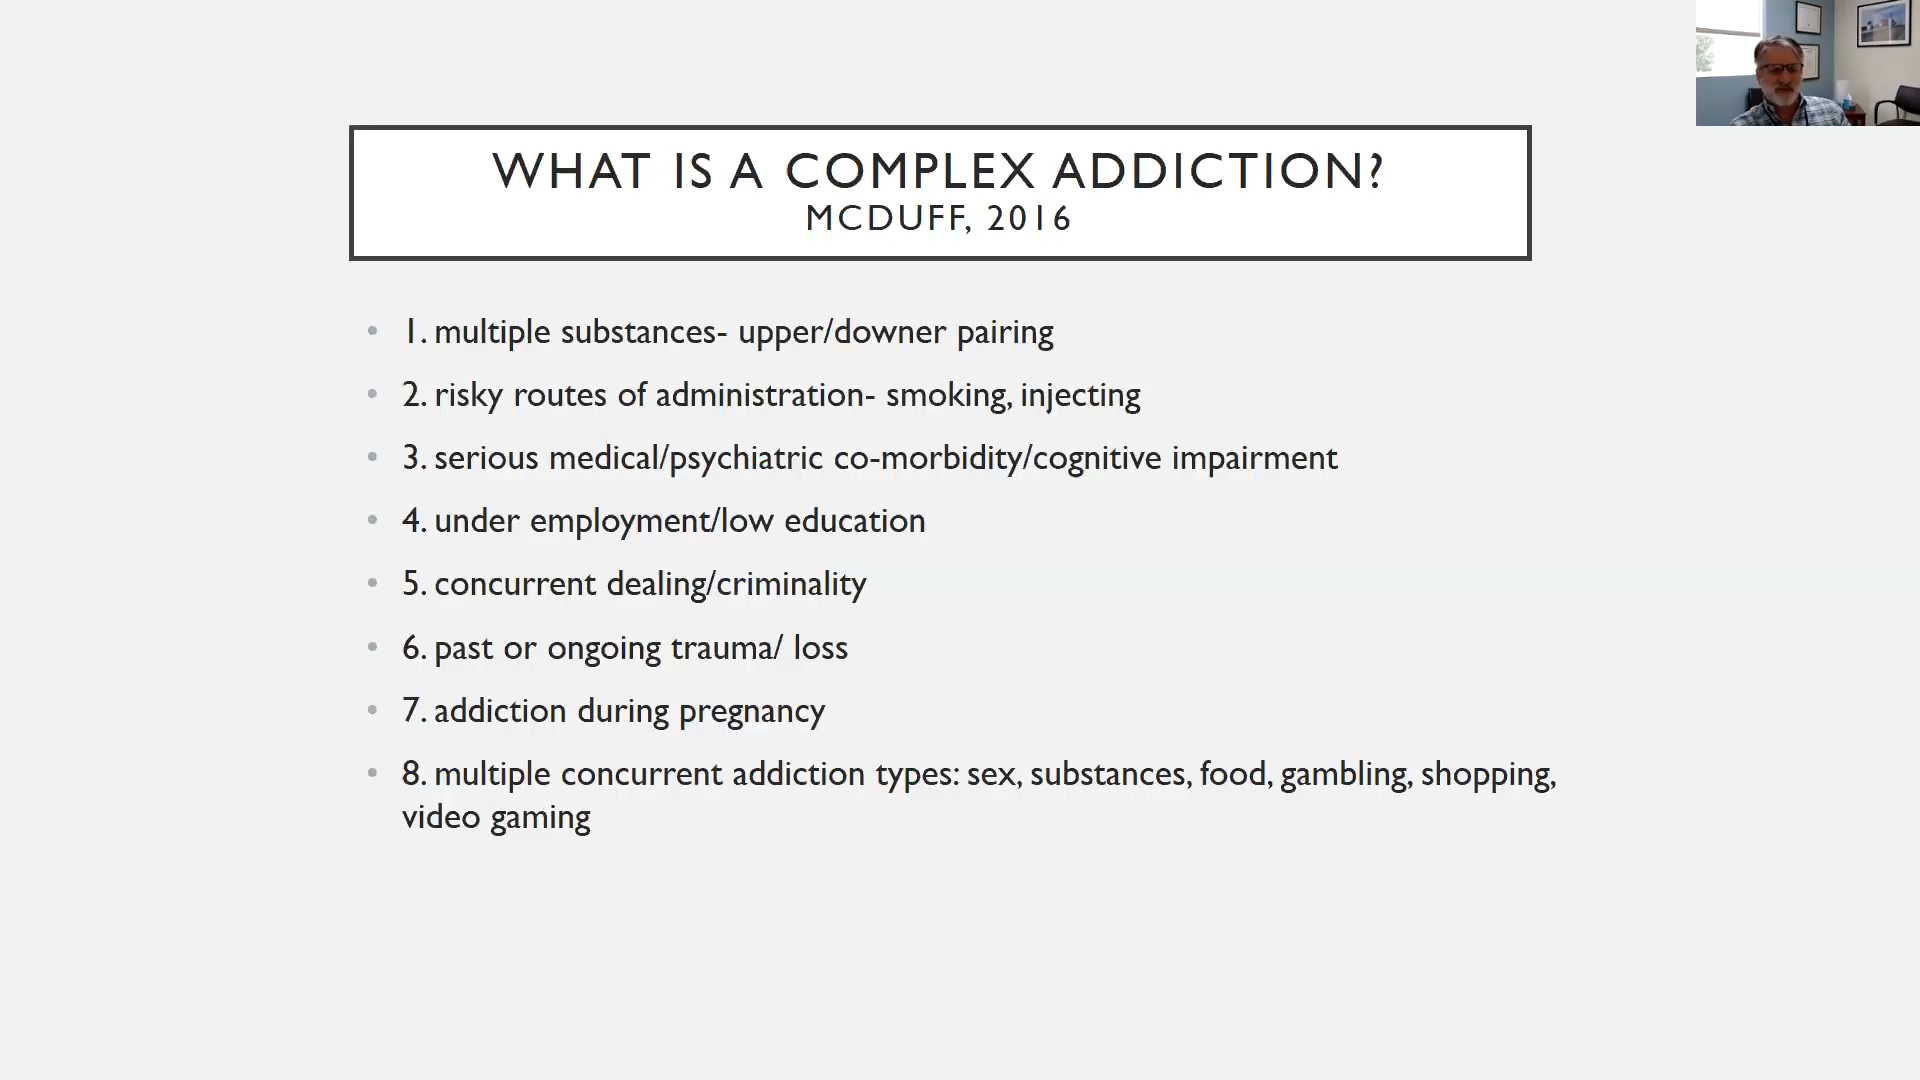 WHAT IS A COMPLEX ADDICTION?
MCDUFF, 2016
• 1. multiple substances- upper/downer pairing
• 2. risky routes of administration- smoking, injecting
• 3. serious medical/psychiatric co-morbidity/cognitive impairment
• 4. under employment/low education
• 5. concurrent dealing/criminality
• 6. past or ongoing trauma/ loss
• 7. addiction during pregnancy
• 8. multiple concurrent addiction types: sex, substances, food, gambling, shopping,
video gaming